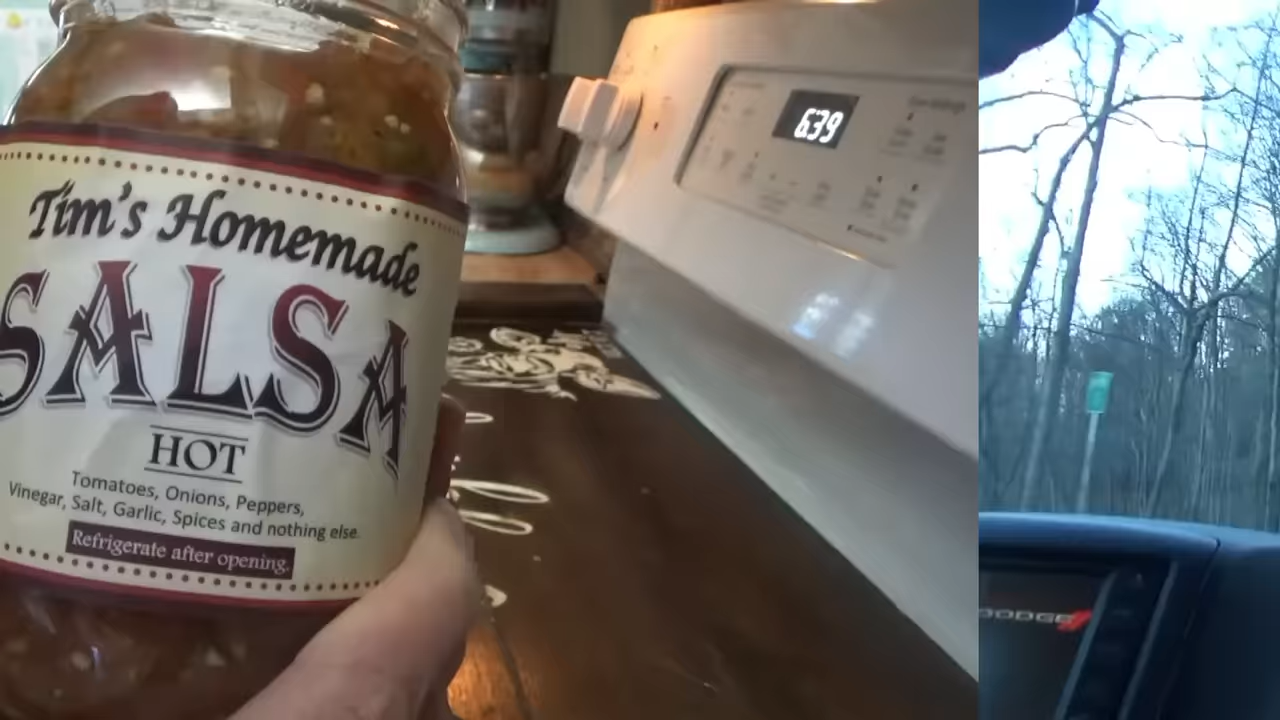 Tim's Homemade
SALSA
HOT
Tomatoes, Onions, Peppers,
Vinegar, Salt, Garlic, Spices and nothing else.
Refrigerate after opening.
6:39
DODGE